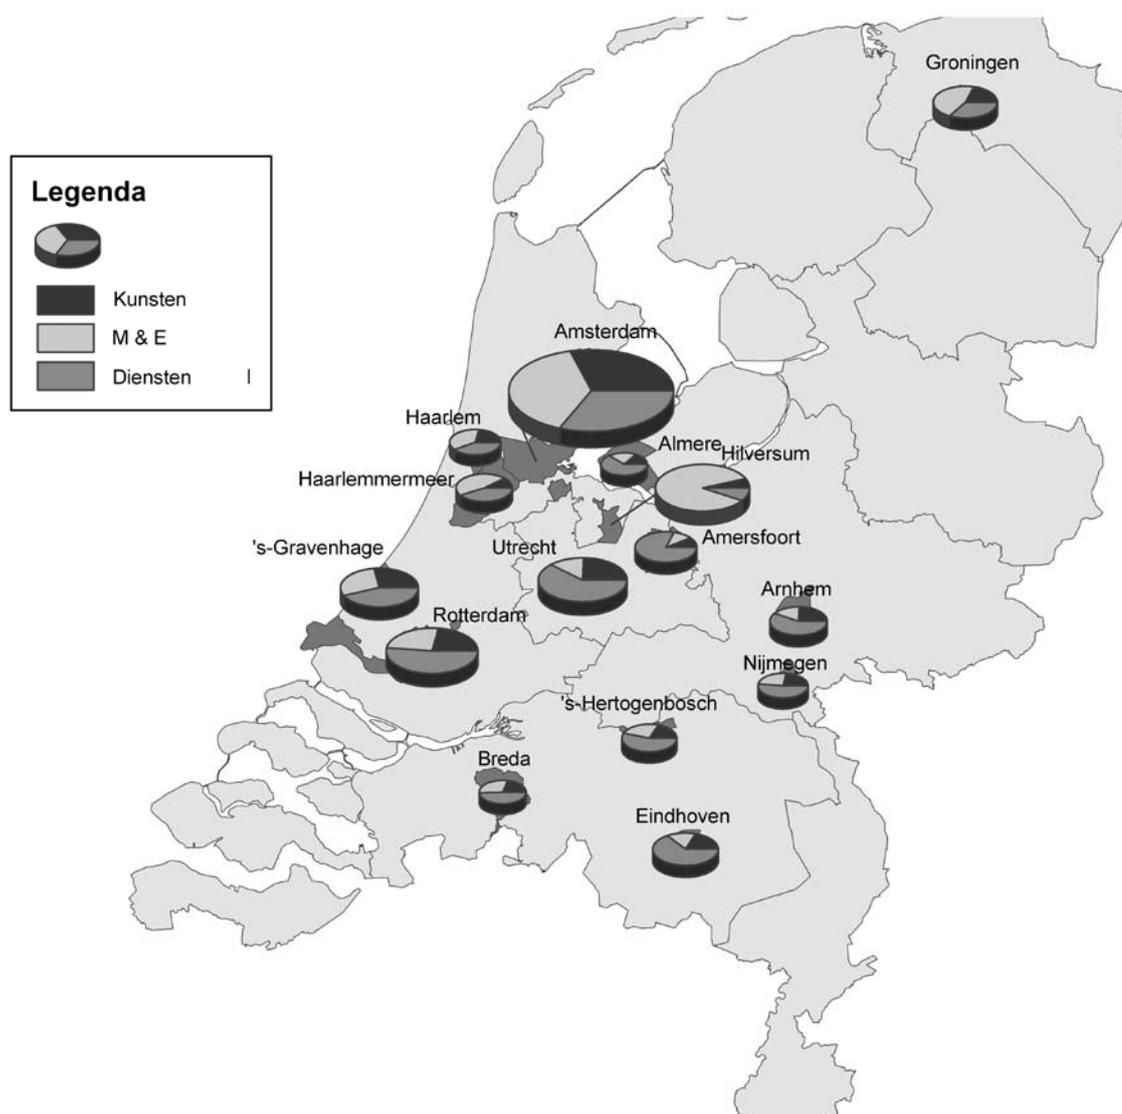 Groningen
Legenda
Kunsten
M & E
Diensten
Amsterdam
Haarlem
Almere
Hilversum
Haarlemmermeer
's-Gravenhage
Utrecht
Amersfoort
Arnhem
Rotterdam
Nijmegen
's-Hertogenbosch
Breda
Eindhoven